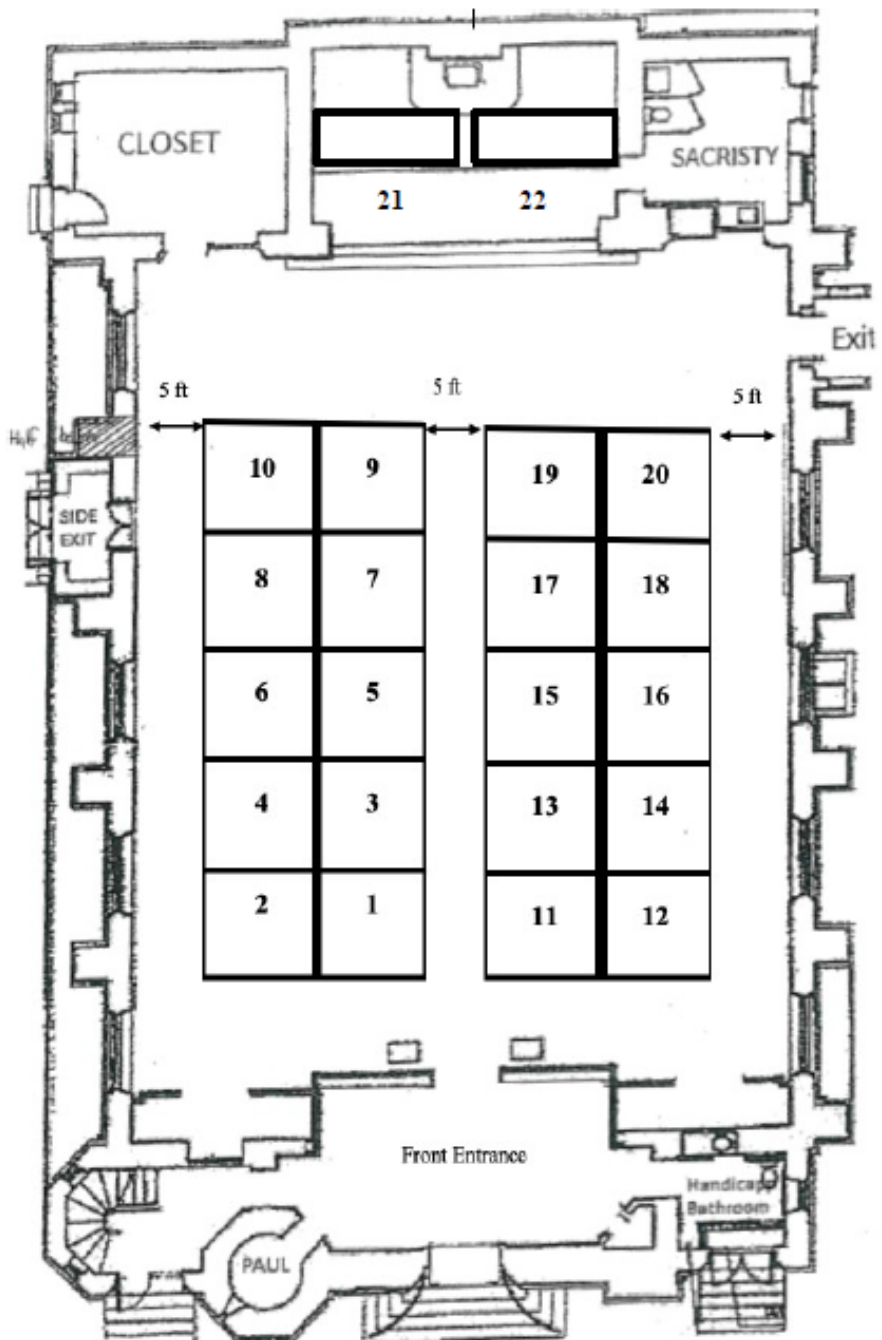 CLOSET
SACRISTY
21 22
Exit
5 ft 5 ft 5 ft
10 9 19 20
SIDE
EXIT
8 7 17 18
6 5 15 16
4 3 13 14
2 1 11 12
Front Entrance
Handicap
Bathroom
PAUL